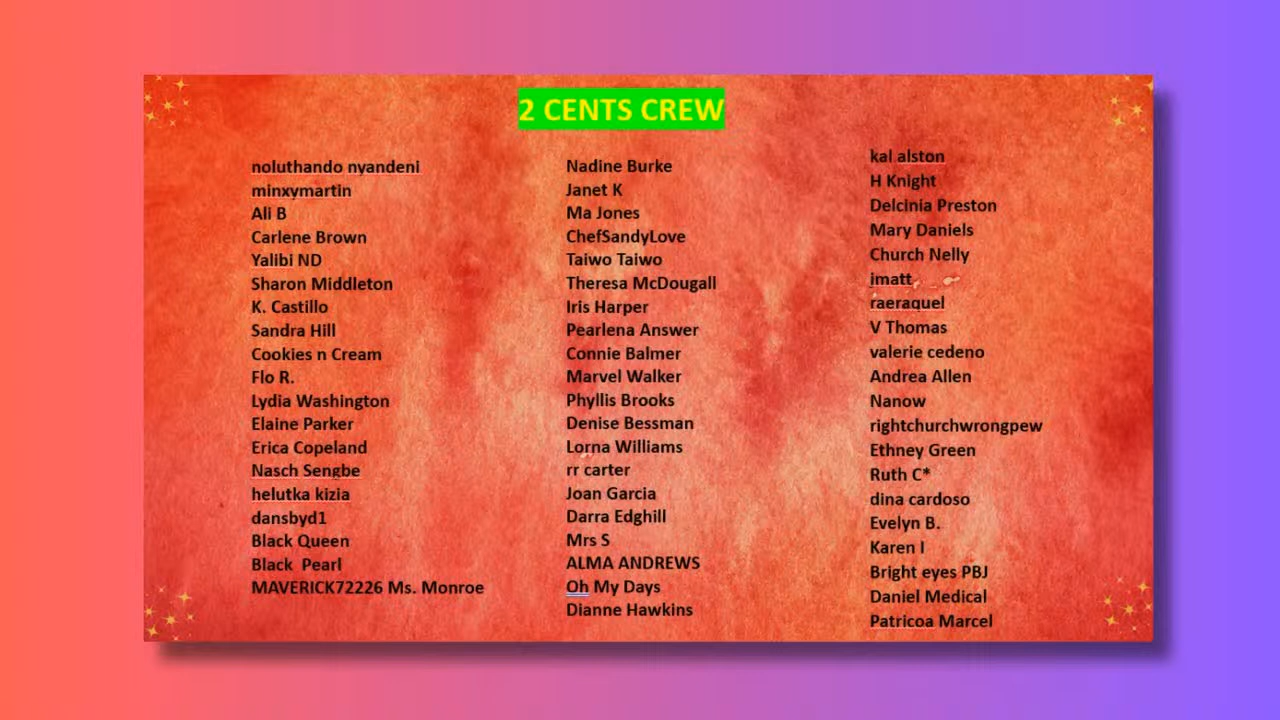 2 CENTS CREW
noluthando nyandeni
minxymartin
Ali B
Carlene Brown
Yalibi ND
Sharon Middleton
K. Castillo
Sandra Hill
Cookies n Cream
Flo R.
Lydia Washington
Elaine Parker
Erica Copeland
Nasch Sengbe
helutka kizia
dansbyd1
Black Queen
Black  Pearl
MAVERICK72226 Ms. Monroe
Nadine Burke
Janet K
Ma Jones
ChefSandyLove
Taiwo Taiwo
Theresa McDougall
Iris Harper
Pearlena Answer
Connie Balmer
Marvel Walker
Phyllis Brooks
Denise Bessman
Lorna Williams
rr carter
Joan Garcia
Darra Edghill
Mrs S
ALMA ANDREWS
Oh My Days
Dianne Hawkins
kal alston
H Knight
Delcinia Preston
Mary Daniels
Church Nelly
jmatt
raeraquel
V Thomas
valerie cedeno
Andrea Allen
Nanow
rightchurchwrongpew
Ethney Green
Ruth C*
dina cardoso
Evelyn B.
Karen I
Bright eyes PBJ
Daniel Medical
Patricoa Marcel